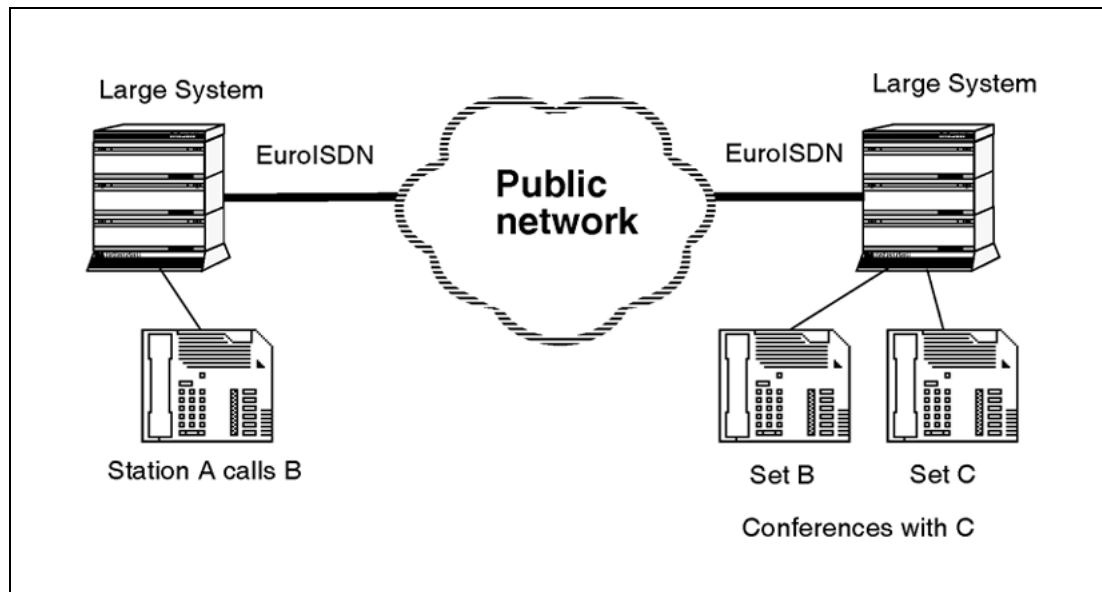 Large System
Large System
EuroISDN
EuroISDN
Public
network
Station A calls B
Set B
Set C
Conferences with C